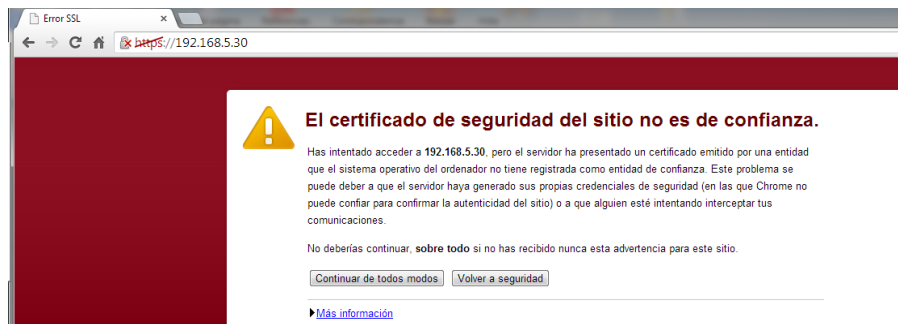 Error SSL
https://192.168.5.30
El certificado de seguridad del sitio no es de confianza.
Has intentado acceder a 192.168.5.30, pero el servidor ha presentado un certificado emitido por una entidad
que el sistema operativo del ordenador no tiene registrada como entidad de confianza. Este problema se
puede deber a que el servidor haya generado sus propias credenciales de seguridad (en las que Chrome no
puede confiar para confirmar la autenticidad del sitio) o a que alguien esté intentando interceptar tus
comunicaciones.
No deberías continuar, sobre todo si no has recibido nunca esta advertencia para este sitio.
Continuar de todos modos Volver a seguridad
Más información